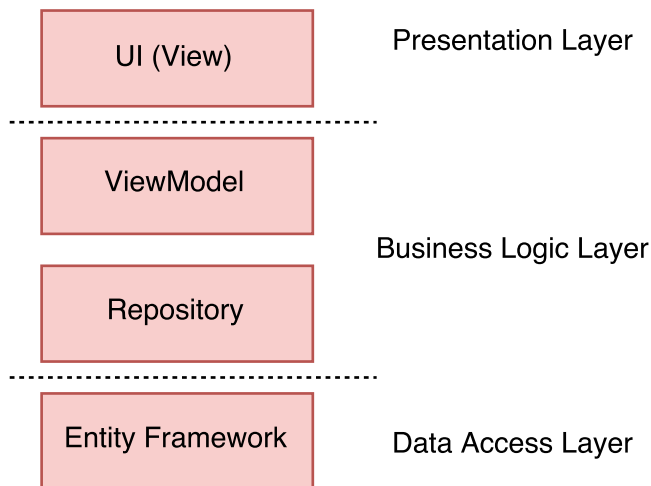 UI (View)
Presentation Layer
ViewModel
Business Logic Layer
Repository
Entity Framework
Data Access Layer